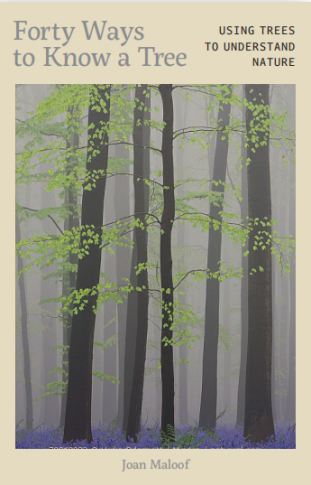 Forty Ways
to Know a Tree
USING TREES
TO UNDERSTAND
NATURE
Joan Maloof